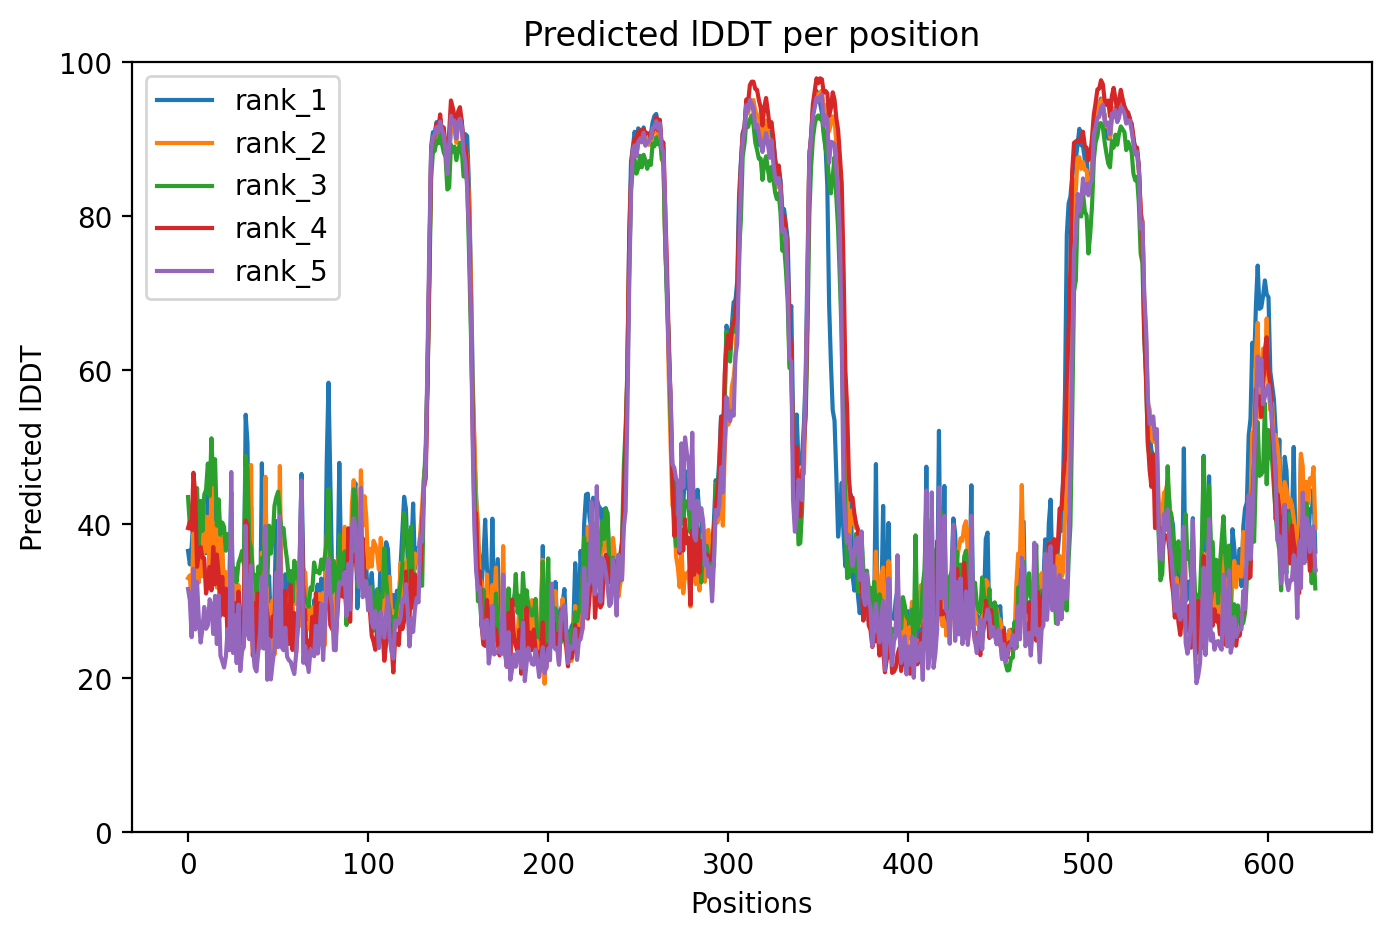 Predicted lDDT per position
100
80
60
40
20
0
Predicted lDDT
rank_1
rank_2
rank_3
rank_4
rank_5
0 100 200 300 400 500 600
Positions